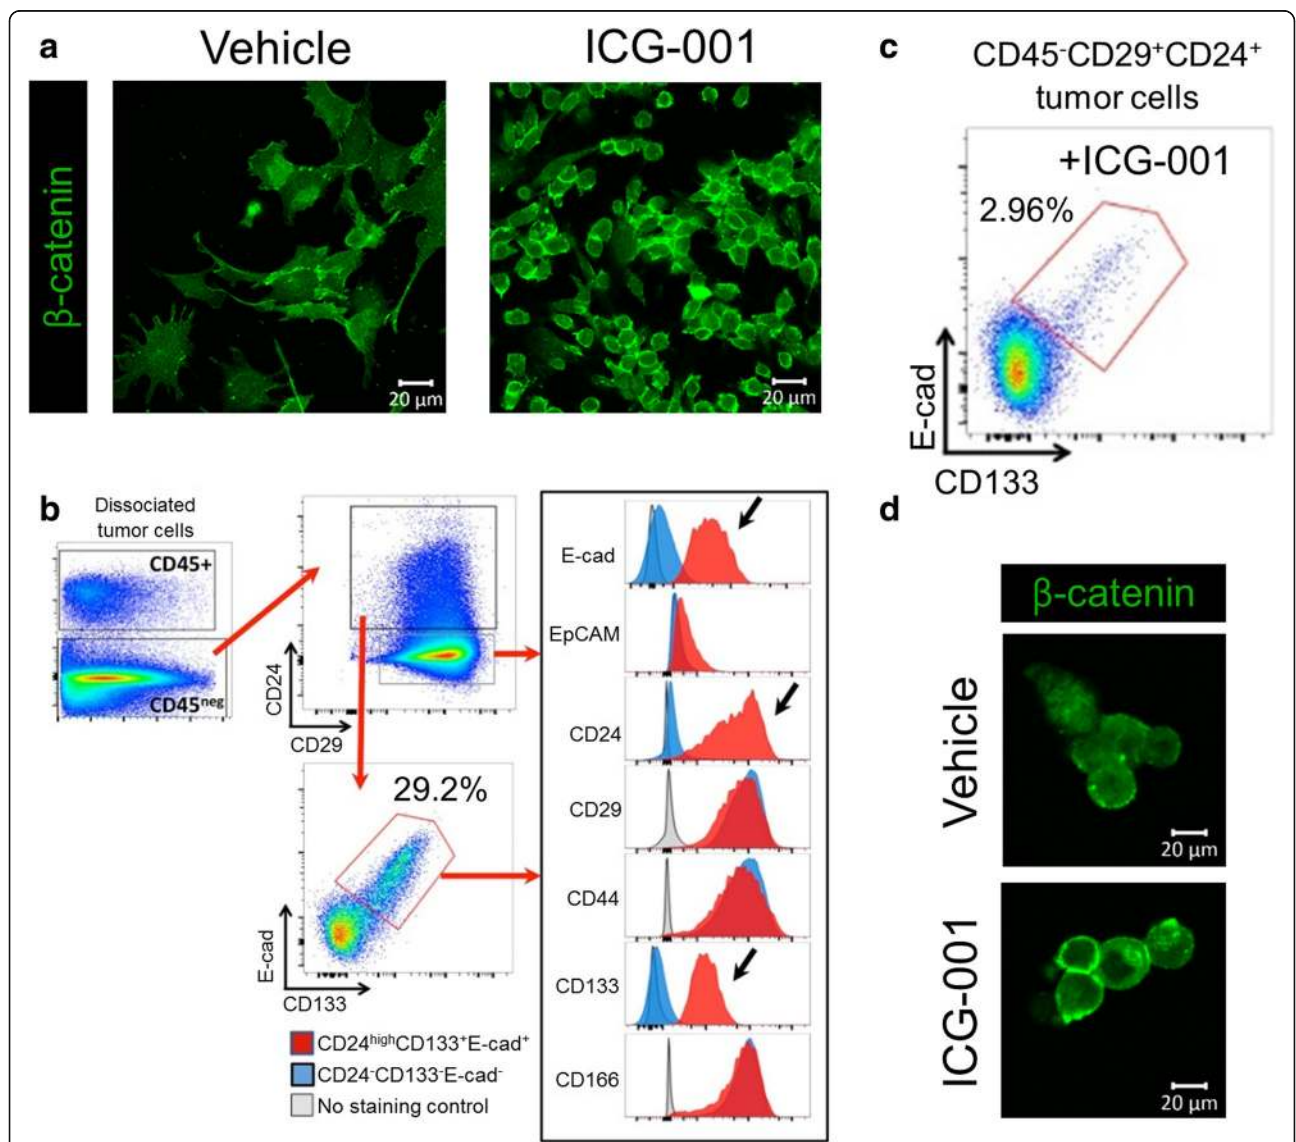 a
Vehicle
ICG-001
β-catenin
20 µm
20 µm
b
Dissociated
tumor cells
CD45+
CD45neg
CD24
CD29
29.2%
E-cad
CD133
CD24highCD133+E-cad+
CD24-CD133-E-cad-
No staining control
E-cad
EpCAM
CD24
CD29
CD44
CD133
CD166
c
CD45-CD29+CD24+
tumor cells
+ICG-001
2.96%
E-cad
CD133
d
β-catenin
Vehicle
20 µm
ICG-001
20 µm